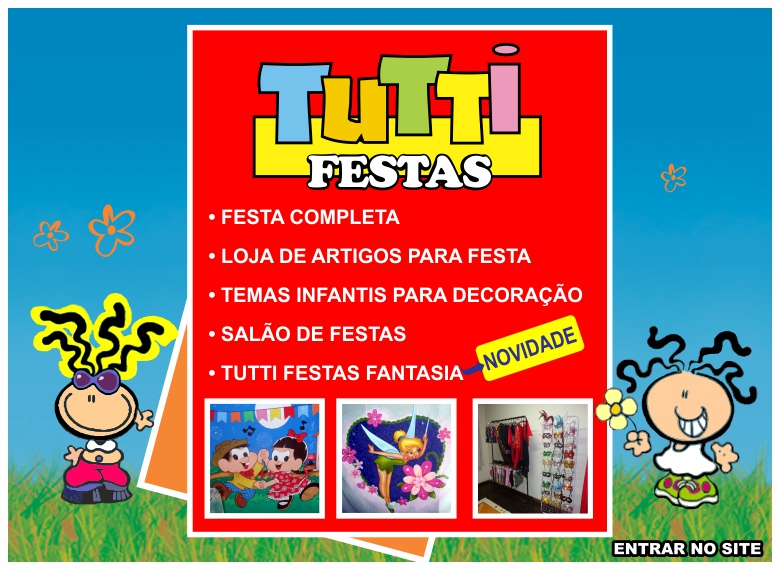 TUTTI
FESTAS
• FESTA COMPLETA
• LOJA DE ARTIGOS PARA FESTA
• TEMAS INFANTIS PARA DECORAÇÃO
• SALÃO DE FESTAS
• TUTTI FESTAS FANTASIA
NOVIDADE
ENTRAR NO SITE